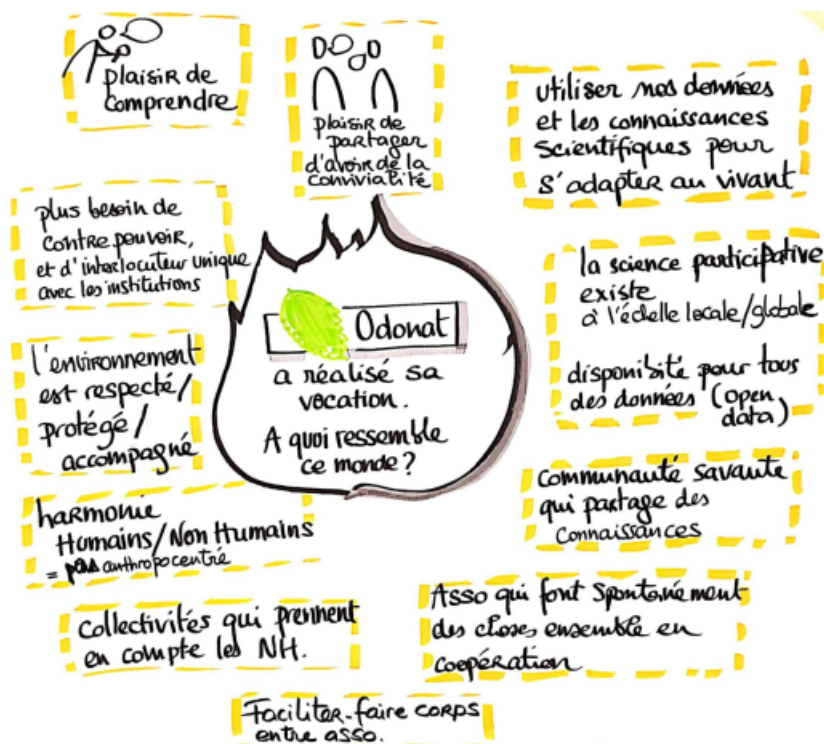 plaisir de
comprendre
plaisir de
partager
d'avoir de la
convivialité
utiliser nos données
et les connaissances
scientifiques pour
s'adapter au vivant
plus besoin de
contre pouvoir,
et d'interlocuteur unique
avec les institutions
Odonat
a réalisé sa
vocation.
A quoi ressemble
ce monde?
la science participative
existe
à l'échelle locale/globale
disponibilité pour tous
des données (open
data)
l'environnement
est respecté/
protégé/
accompagné
communauté savante
qui partage des
connaissances
harmonie
Humains/Non Humains
= pas anthropocentré
Collectivités qui prennent
en compte les NH.
Asso qui font spontanément
des choses ensemble en
coopération
Faciliter-faire corps
entre asso.